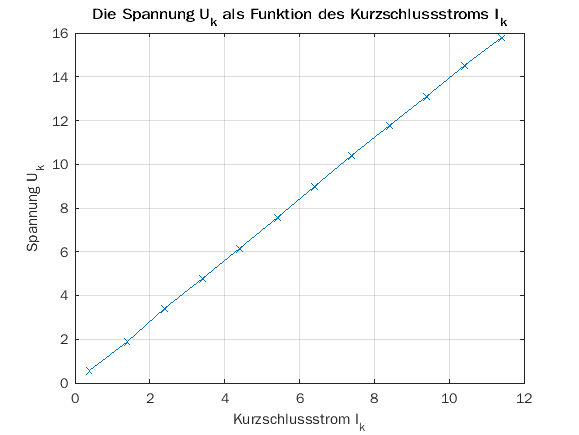 Die Spannung U_k als Funktion des Kurzschlussstroms I_k
16
14
12
10
8
6
4
2
0
Spannung U_k
0 2 4 6 8 10 12
Kurzschlussstrom I_k